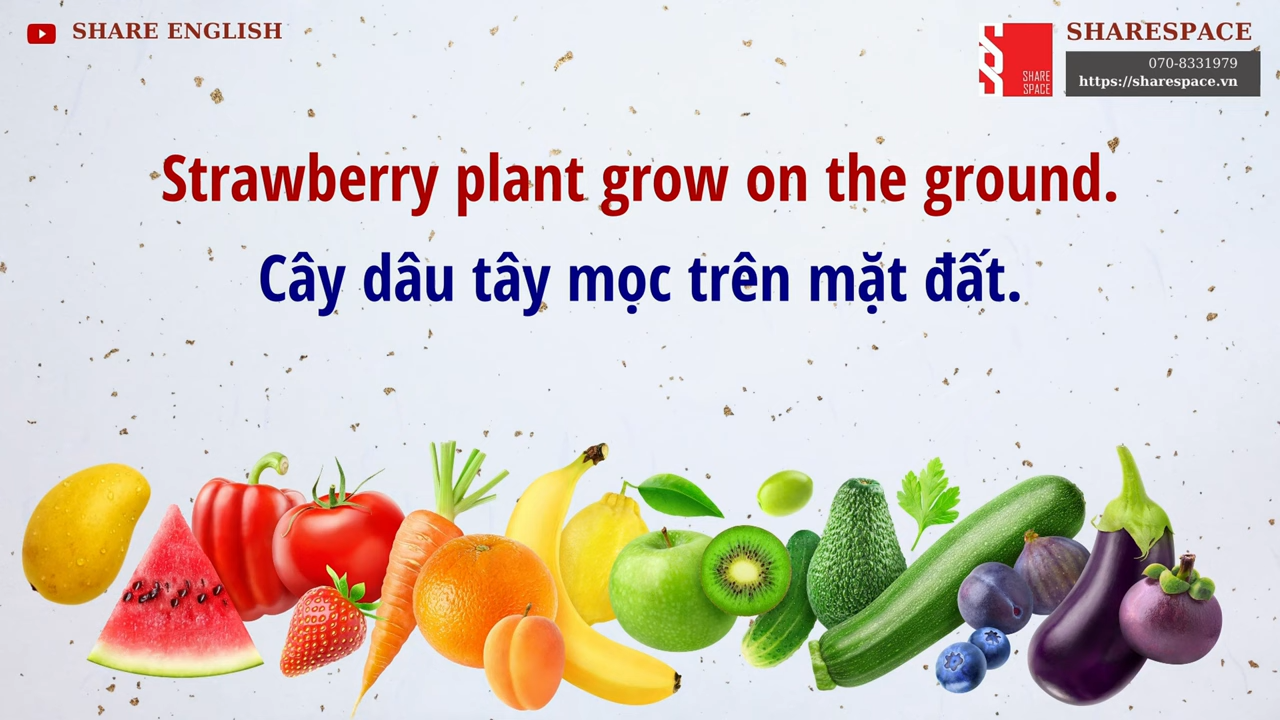 SHARE ENGLISH
SHARESPACE
070-8331979
https://sharespace.vn
SHARE
SPACE
Strawberry plant grow on the ground.
Cây dâu tây mọc trên mặt đất.